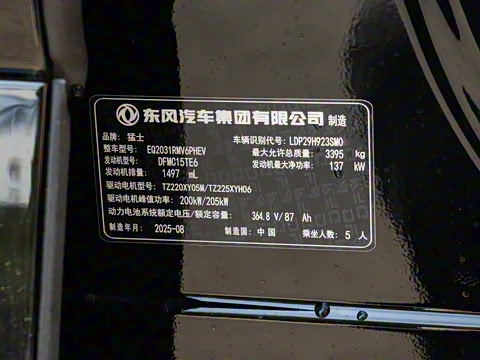 东风汽车集团有限公司 制造
品牌：猛士 车辆识别代号：LDP29H923SM0
整车型号：EQ2031RMV6PHEV 最大允许总质量：3395 kg
发动机型号：DFMC15TE6 发动机最大净功率：137 kW
发动机排量：1497 mL
驱动电机型号：TZ220XY05M/TZ225XYH06
驱动电机峰值功率：200kW/205kW
动力电池系统额定电压/额定容量：364.8 V/87 Ah
制造年月：2025-08 制造国：中国 乘坐人数：5 人